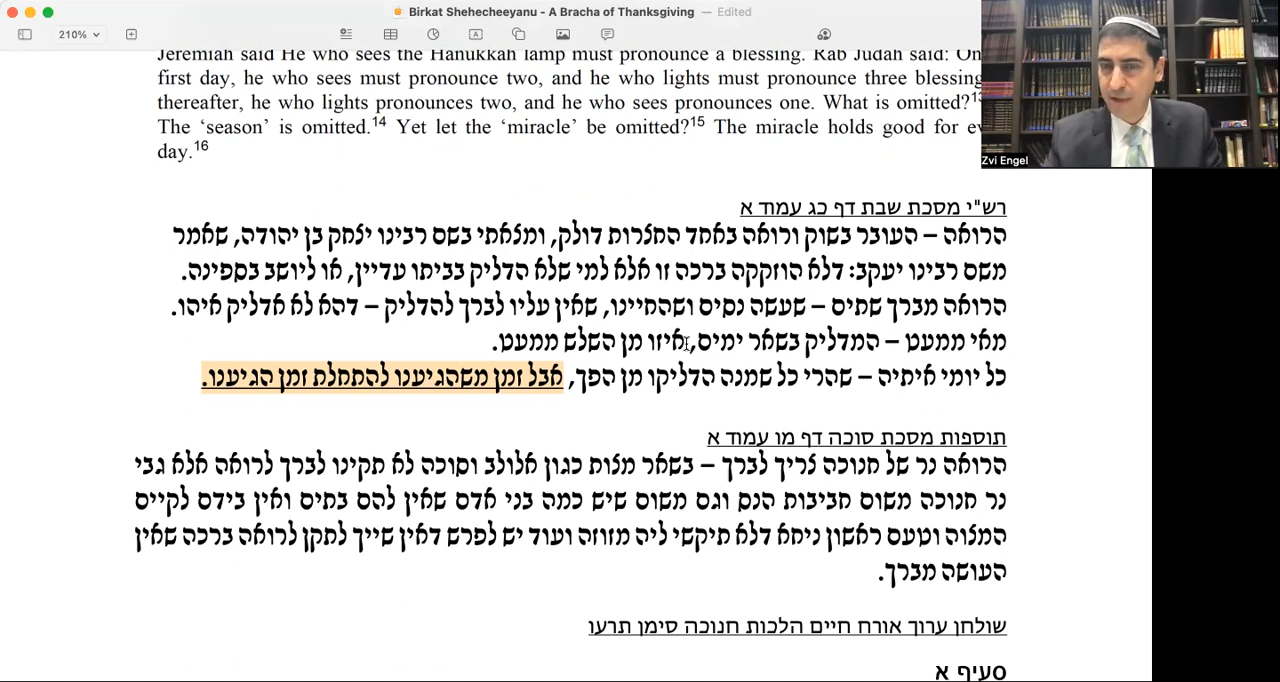 Birkat Shehecheeyanu - A Bracha of Thanksgiving — Edited
210%
Jeremiah said He who sees the Hanukkah lamp must pronounce a blessing. Rab Judah said: On
first day, he who sees must pronounce two, and he who lights must pronounce three blessing
thereafter, he who lights pronounces two, and he who sees pronounces one. What is omitted?13
The ‘season’ is omitted.14 Yet let the ‘miracle’ be omitted?15 The miracle holds good for ev
day.16
Zvi Engel
רש"י מסכת שבת דף כג עמוד א
הרואה – העובר בשוק ורואה באחד החצרות דולק, ומצאתי בשם רבינו יצחק בן יהודה, שאמר
משם רבינו יעקב: דלא הוזקקה ברכה זו אלא למי שלא הדליק בביתו עדיין, או ליושב בספינה.
הרואה מברך שתים – שעשה נסים ושהחיינו, שאין עליו לברך להדליק – דהא לא אדליק איהו.
מאי ממעט – המדליק בשאר ימים, איזו מן השלש ממעט.
כל יומי איתיה – שהרי כל שמנה הדליקו מן הפך, אבל זמן משהגיענו להתחלת זמן הגיענו.
תוספות מסכת סוכה דף מו עמוד א
הרואה נר של חנוכה צריך לברך – בשאר מצות כגון אלולב וסוכה לא תקינו לברך לרואה אלא גבי
נר חנוכה משום חביבות הנס וגם משום שיש כמה בני אדם שאין להם בתים ואין בידם לקיים
המצוה וטעם ראשון ניחא דלא תיקשי ליה מזוזה ועוד יש לפרש דאין שייך לתקן לרואה ברכה שאין
העושה מברך.
שולחן ערוך אורח חיים הלכות חנוכה סימן תרעו
סעיף א